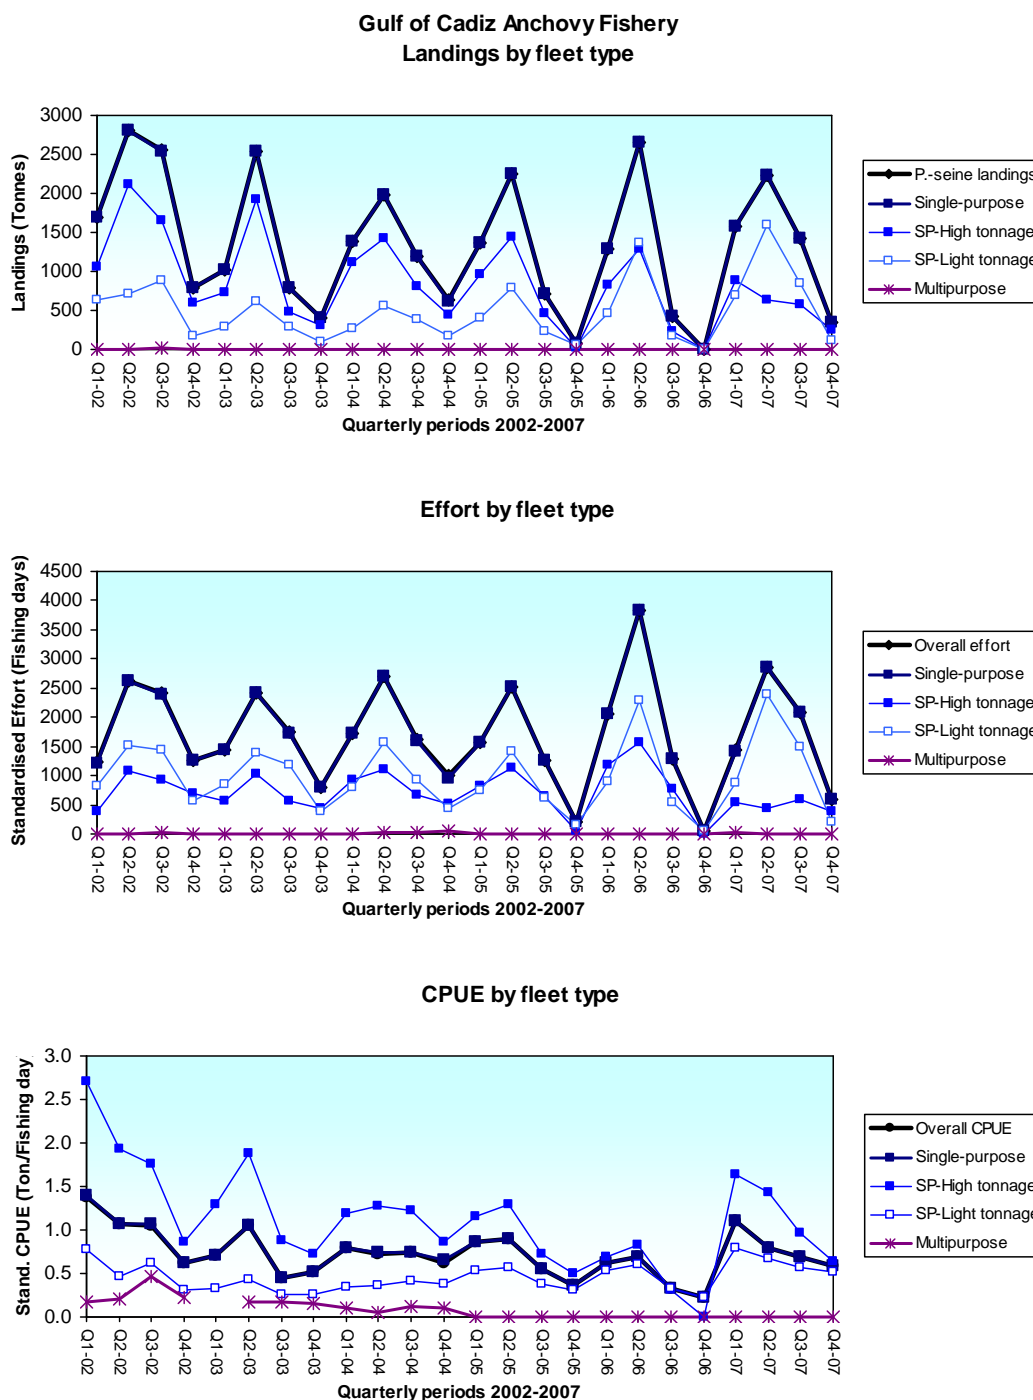 Gulf of Cadiz Anchovy Fishery
Landings by fleet type
Landings (Tonnes)
3000
2500
2000
1500
1000
500
0
Q1-02
Q2-02
Q3-02
Q4-02
Q1-03
Q2-03
Q3-03
Q4-03
Q1-04
Q2-04
Q3-04
Q4-04
Q1-05
Q2-05
Q3-05
Q4-05
Q1-06
Q2-06
Q3-06
Q4-06
Q1-07
Q2-07
Q3-07
Q4-07
Quarterly periods 2002-2007
P.-seine landings
Single-purpose
SP-High tonnage
SP-Light tonnage
Multipurpose
Effort by fleet type
Standardised Effort (Fishing days)
4500
4000
3500
3000
2500
2000
1500
1000
500
0
Q1-02
Q2-02
Q3-02
Q4-02
Q1-03
Q2-03
Q3-03
Q4-03
Q1-04
Q2-04
Q3-04
Q4-04
Q1-05
Q2-05
Q3-05
Q4-05
Q1-06
Q2-06
Q3-06
Q4-06
Q1-07
Q2-07
Q3-07
Q4-07
Quarterly periods 2002-2007
Overall effort
Single-purpose
SP-High tonnage
SP-Light tonnage
Multipurpose
CPUE by fleet type
Stand. CPUE (Ton./Fishing day
3.0
2.5
2.0
1.5
1.0
0.5
0.0
Q1-02
Q2-02
Q3-02
Q4-02
Q1-03
Q2-03
Q3-03
Q4-03
Q1-04
Q2-04
Q3-04
Q4-04
Q1-05
Q2-05
Q3-05
Q4-05
Q1-06
Q2-06
Q3-06
Q4-06
Q1-07
Q2-07
Q3-07
Q4-07
Quarterly periods 2002-2007
Overall CPUE
Single-purpose
SP-High tonnage
SP-Light tonnage
Multipurpose